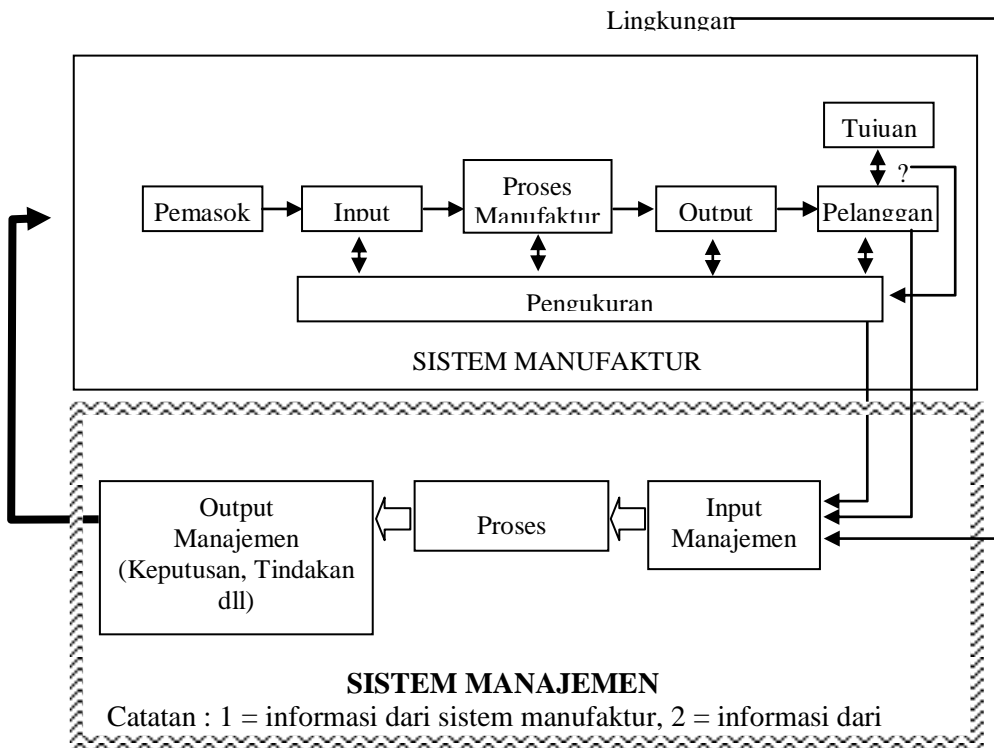 Lingkungan
Tujuan
?
Pemasok
Input
Proses
Manufaktur
Output
Pelanggan
Pengukuran
SISTEM MANUFAKTUR
Output
Manajemen
(Keputusan, Tindakan
dll)
Proses
Input
Manajemen
SISTEM MANAJEMEN
Catatan : 1 = informasi dari sistem manufaktur, 2 = informasi dari